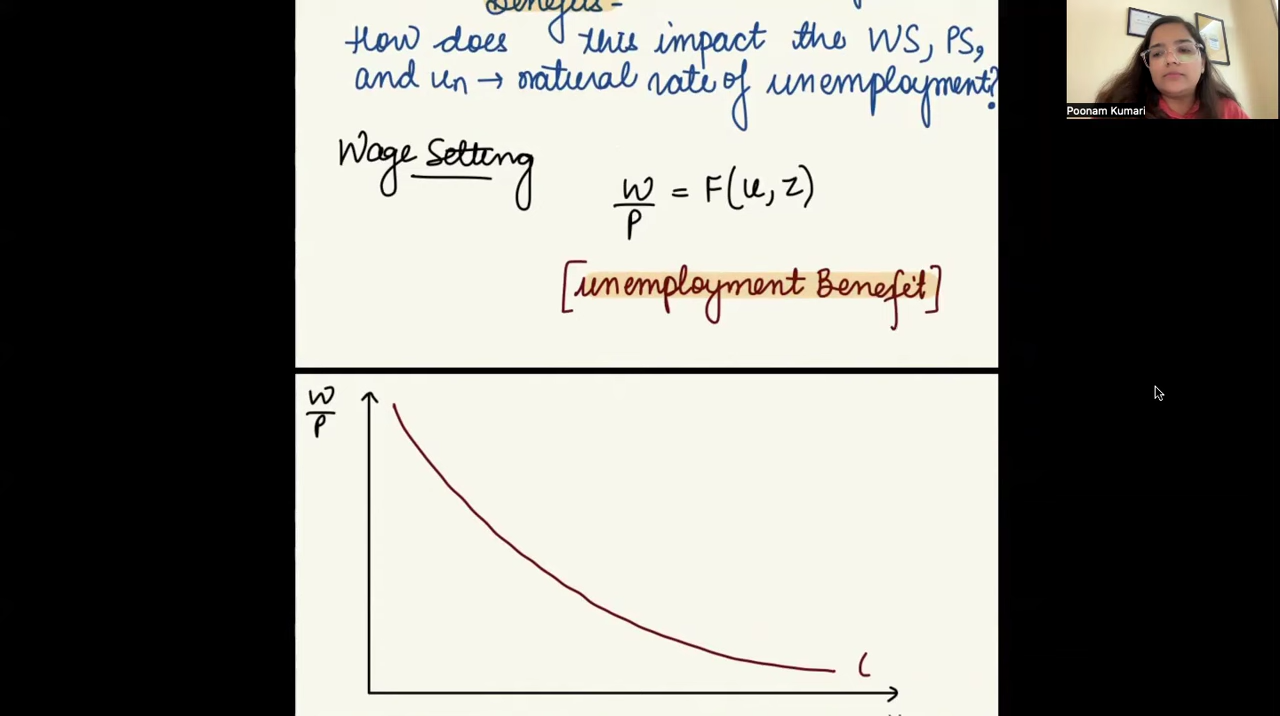 Benefits-
How does this impact the WS, PS,
and un → natural rate of unemployment?
Poonam Kumari
Wage Setting
W/P = F(u, z)
[unemployment Benefit]
W/P
(